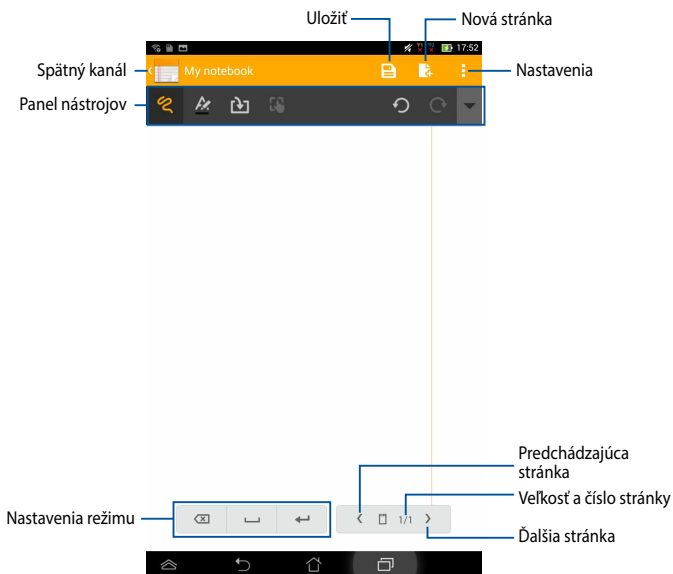 Uložiť
Nová stránka
17:52
Spätný kanál
My notebook
Nastavenia
Panel nástrojov
Predchádzajúca
stránka
Veľkosť a číslo stránky
Nastavenia režimu
1/1
Ďalšia stránka